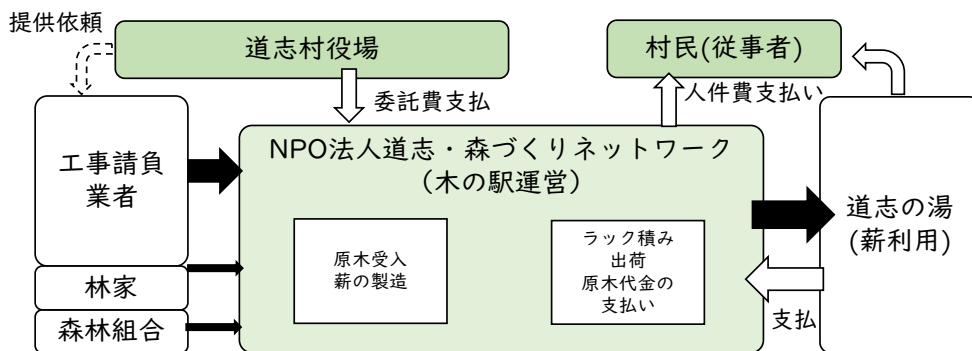 提供依頼
道志村役場
村民(従事者)
委託費支払
人件費支払い
工事請負
業者
NPO法人道志・森づくりネットワーク
(木の駅運営)
道志の湯
(薪利用)
原木受入
薪の製造
ラック積み
出荷
原木代金の
支払い
林家
森林組合
支払